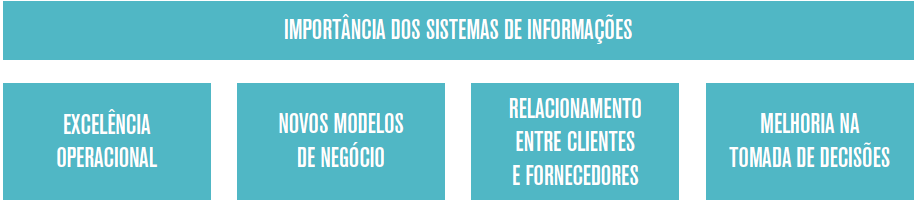 IMPORTÂNCIA DOS SISTEMAS DE INFORMAÇÕES
EXCELÊNCIA
OPERACIONAL
NOVOS MODELOS
DE NEGÓCIO
RELACIONAMENTO
ENTRE CLIENTES
E FORNECEDORES
MELHORIA NA
TOMADA DE DECISÕES